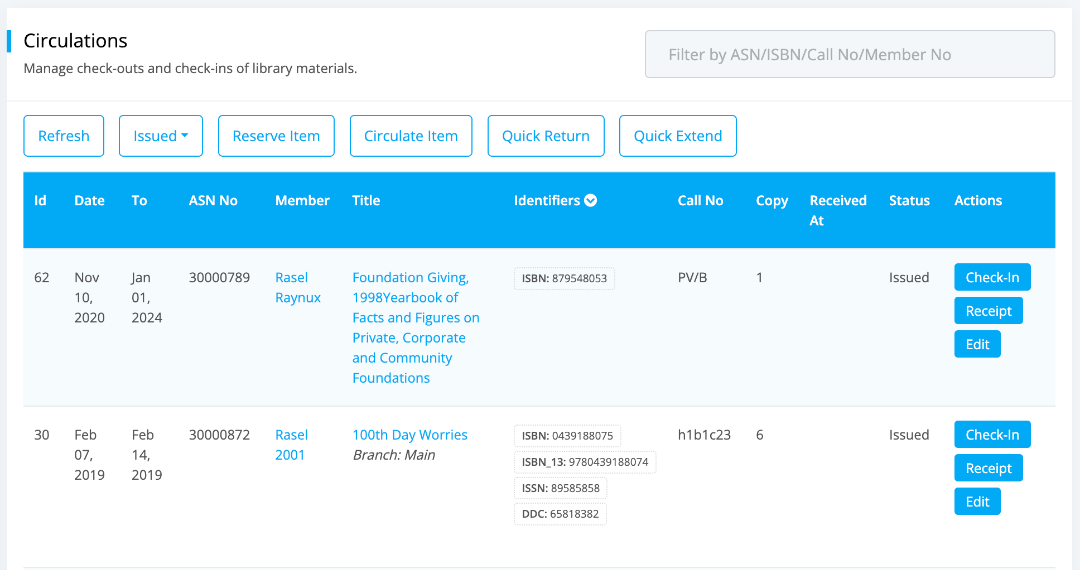 Circulations
Manage check-outs and check-ins of library materials.
Filter by ASN/ISBN/Call No/Member No
Refresh Issued Reserve Item Circulate Item Quick Return Quick Extend
Id Date To ASN No Member Title Identifiers Call No Copy Received At Status Actions
62 Nov 10, 2020 Jan 01, 2024 30000789 Rasel Raynux
Foundation Giving,
1998Yearbook of
Facts and Figures on
Private, Corporate
and Community
Foundations
ISBN: 879548053
PV/B 1 Issued
Check-In
Receipt
Edit
30 Feb 07, 2019 Feb 14, 2019 30000872 Rasel 2001
100th Day Worries
Branch: Main
ISBN: 0439188075
ISBN_13: 9780439188074
ISSN: 89585858
DDC: 65818382
h1b1c23 6 Issued
Check-In
Receipt
Edit